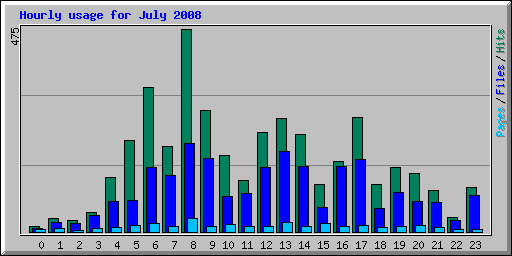 Hourly usage for July 2008
475
Pages / Files / Hits
0 1 2 3 4 5 6 7 8 9 10 11 12 13 14 15 16 17 18 19 20 21 22 23